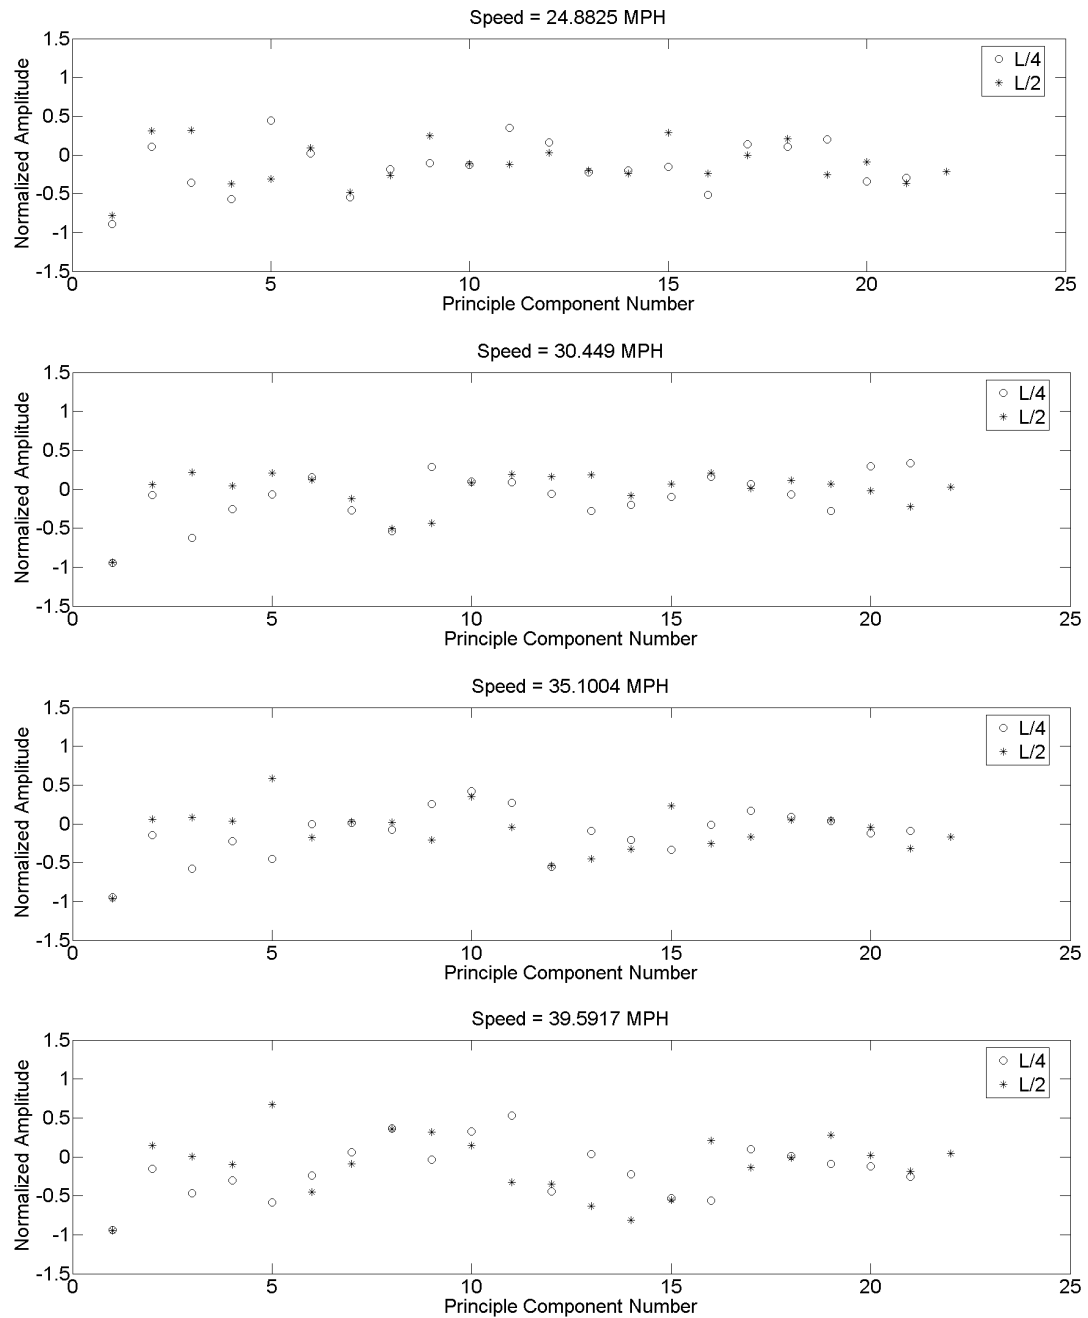 Speed = 24.8825 MPH
1.5
1
0.5
0
-0.5
-1
-1.5
Normalized Amplitude
L/4
L/2
0 5 10 15 20 25
Principle Component Number
Speed = 30.449 MPH
1.5
1
0.5
0
-0.5
-1
-1.5
Normalized Amplitude
L/4
L/2
0 5 10 15 20 25
Principle Component Number
Speed = 35.1004 MPH
1.5
1
0.5
0
-0.5
-1
-1.5
Normalized Amplitude
L/4
L/2
0 5 10 15 20 25
Principle Component Number
Speed = 39.5917 MPH
1.5
1
0.5
0
-0.5
-1
-1.5
Normalized Amplitude
L/4
L/2
0 5 10 15 20 25
Principle Component Number